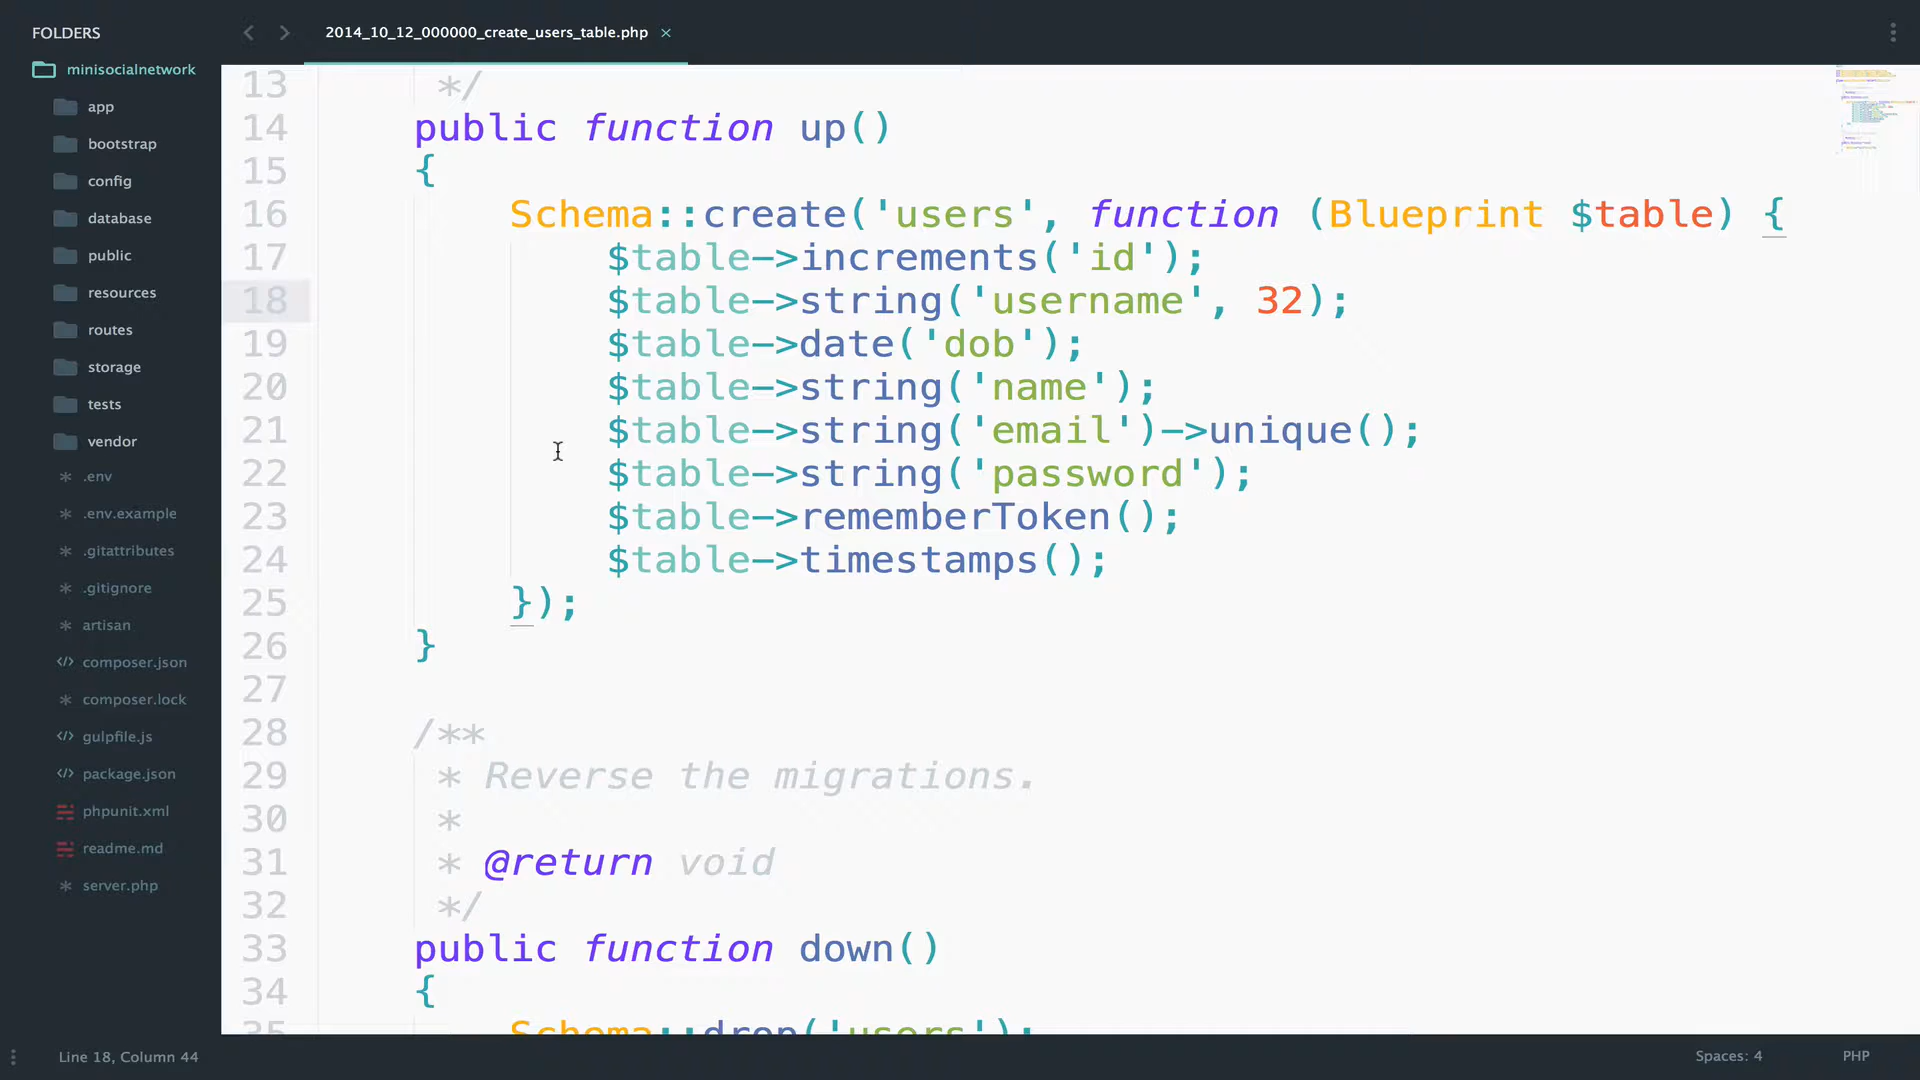 FOLDERS
minisocialnetwork
app
bootstrap
config
database
public
resources
routes
storage
tests
vendor
.env
.env.example
.gitattributes
.gitignore
artisan
composer.json
composer.lock
gulpfile.js
package.json
phpunit.xml
readme.md
server.php
2014_10_12_000000_create_users_table.php ×
13 */
14 public function up()
15 {
16 Schema::create('users', function (Blueprint $table) {
17 $table->increments('id');
18 $table->string('username', 32);
19 $table->date('dob');
20 $table->string('name');
21 $table->string('email')->unique();
22 $table->string('password');
23 $table->rememberToken();
24 $table->timestamps();
25 });
26 }
27
28 /**
29 * Reverse the migrations.
30 *
31 * @return void
32 */
33 public function down()
34 {
35 Schema::drop('users');
Line 18, Column 44
Spaces: 4
PHP